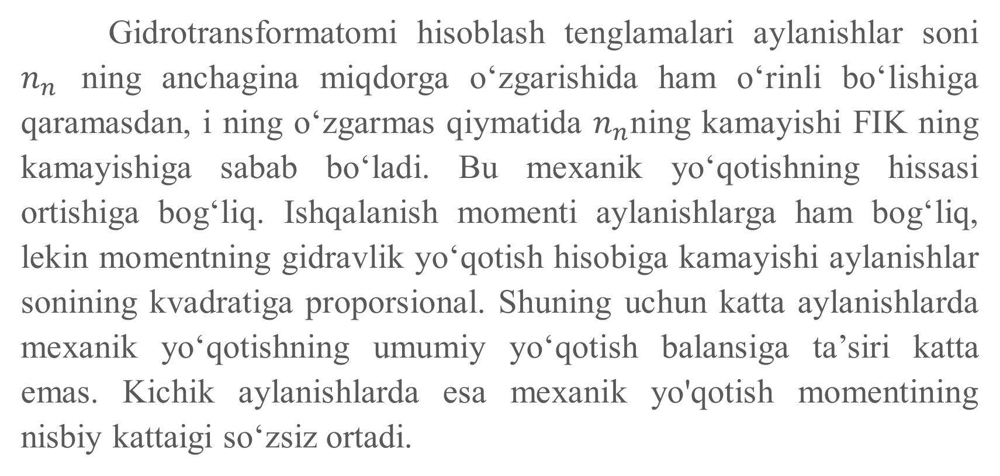 Gidrotransformatomi hisoblash tenglamalari aylanishlar soni
nₙ ning anchagina miqdorga o‘zgarishida ham o‘rinli bo‘lishiga
qaramasdan, i ning o‘zgarmas qiymatida nₙning kamayishi FIK ning
kamayishiga sabab bo‘ladi. Bu mexanik yo‘qotishning hissasi
ortishiga bog‘liq. Ishqalanish momenti aylanishlarga ham bog‘liq,
lekin momentning gidravlik yo‘qotish hisobiga kamayishi aylanishlar
sonining kvadratiga proporsional. Shuning uchun katta aylanishlarda
mexanik yo‘qotishning umumiy yo‘qotish balansiga ta’siri katta
emas. Kichik aylanishlarda esa mexanik yo'qotish momentining
nisbiy kattaigi so‘zsiz ortadi.